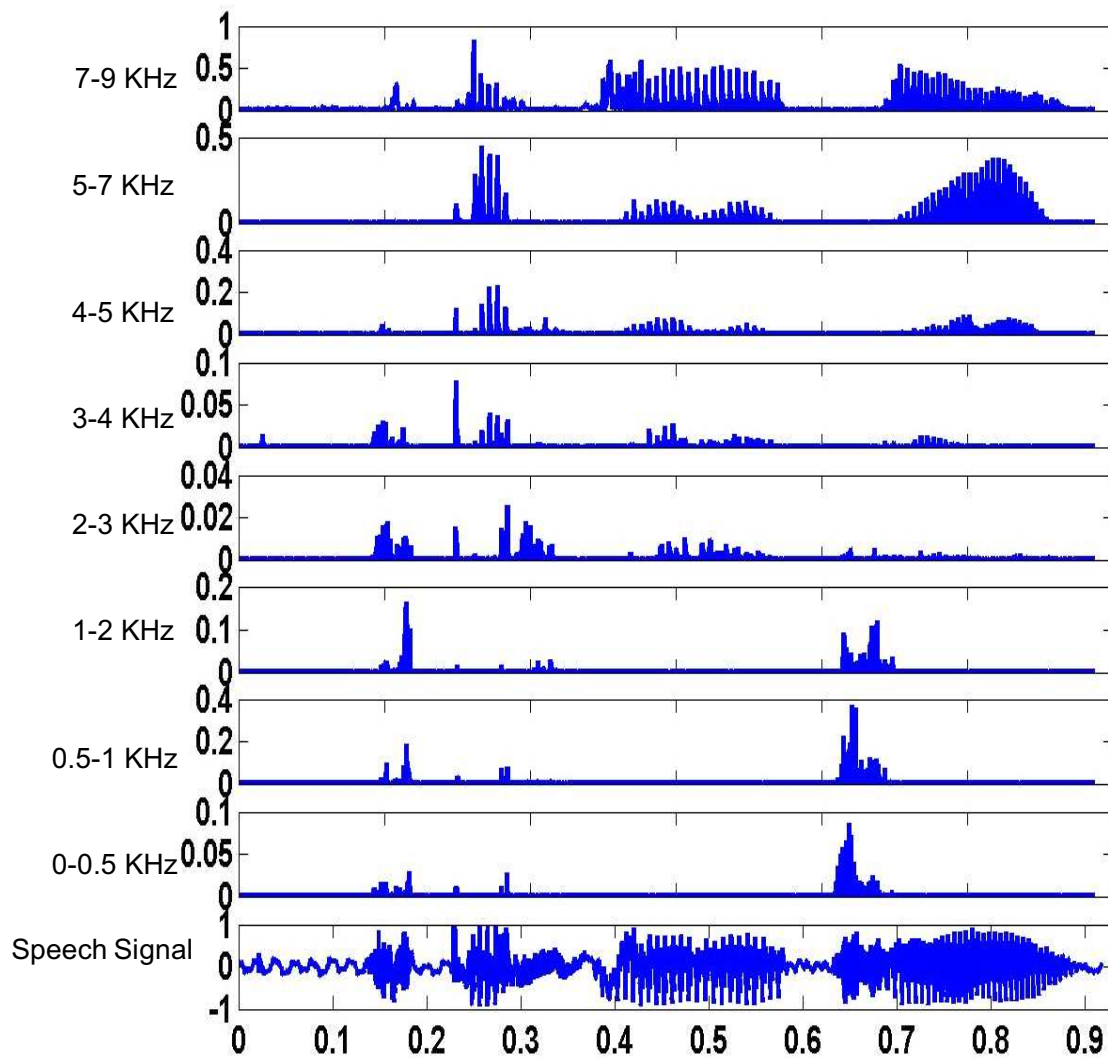 1
7-9 KHz 0.5
0
0.5
5-7 KHz
0
0.4
4-5 KHz 0.2
0
0.1
3-4 KHz 0.05
0
0.04
2-3 KHz 0.02
0
0.2
1-2 KHz 0.1
0
0.4
0.5-1 KHz 0.2
0
0.1
0-0.5 KHz 0.05
0
1
Speech Signal 0
-1
0 0.1 0.2 0.3 0.4 0.5 0.6 0.7 0.8 0.9